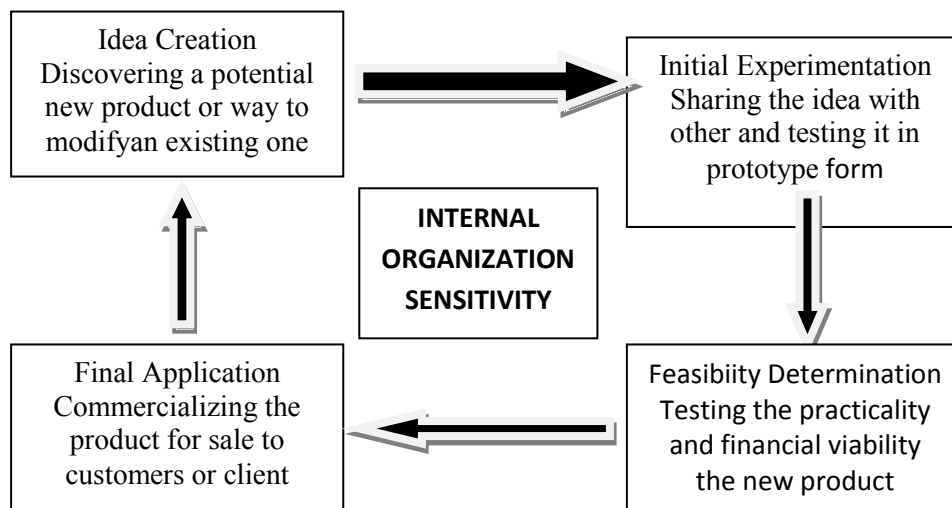 Idea Creation
Discovering a potential
new product or way to
modifyan existing one
Initial Experimentation
Sharing the idea with
other and testing it in
prototype form
INTERNAL
ORGANIZATION
SENSITIVITY
Final Application
Commercializing the
product for sale to
customers or client
Feasibiity Determination
Testing the practicality
and financial viability
the new product